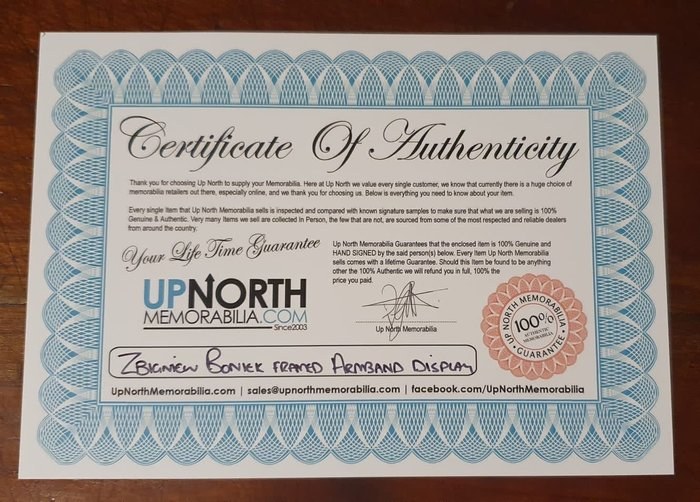 Certificate Of Authenticity
Thank you for choosing Up North to supply your Memorabilia. Here at Up North we value every single customer, we know that currently there is a huge choice of
memorabilia retailers out there, especially online, and we thank you for choosing us. Below is everything you need to know about your item.
Every single Item that Up North Memorabilia sells is inspected and compared with known signature samples to make sure that what we are selling is 100%
Genuine & Authentic. Very many Items we sell are collected in Person, the few that are not, are sourced from some of the most respected and reliable dealers
from around the country.
Your Life Time Guarantee
Up North Memorabilia Guarantees that the enclosed item is 100% Genuine and
HAND SIGNED by the said person(s) below. Every Item Up North Memorabilia
sells comes with a lifetime Guarantee. Should this Item be found to be anything
other the 100% Authentic we will refund you in full, 100% the
price you paid.
UPNORTH
MEMORABILIA.COM
Since2003
Up North Memorabilia
UP NORTH MEMORABILIA
100%
AUTHENTIC
MEMORABILIA
GUARANTEE
ZBIGNIEW BONIEK FRAMED ARMBAND DISPLAY
UpNorthMemorabilia.com | sales@upnorthmemorabilia.com | facebook.com/UpNorthMemorabilia